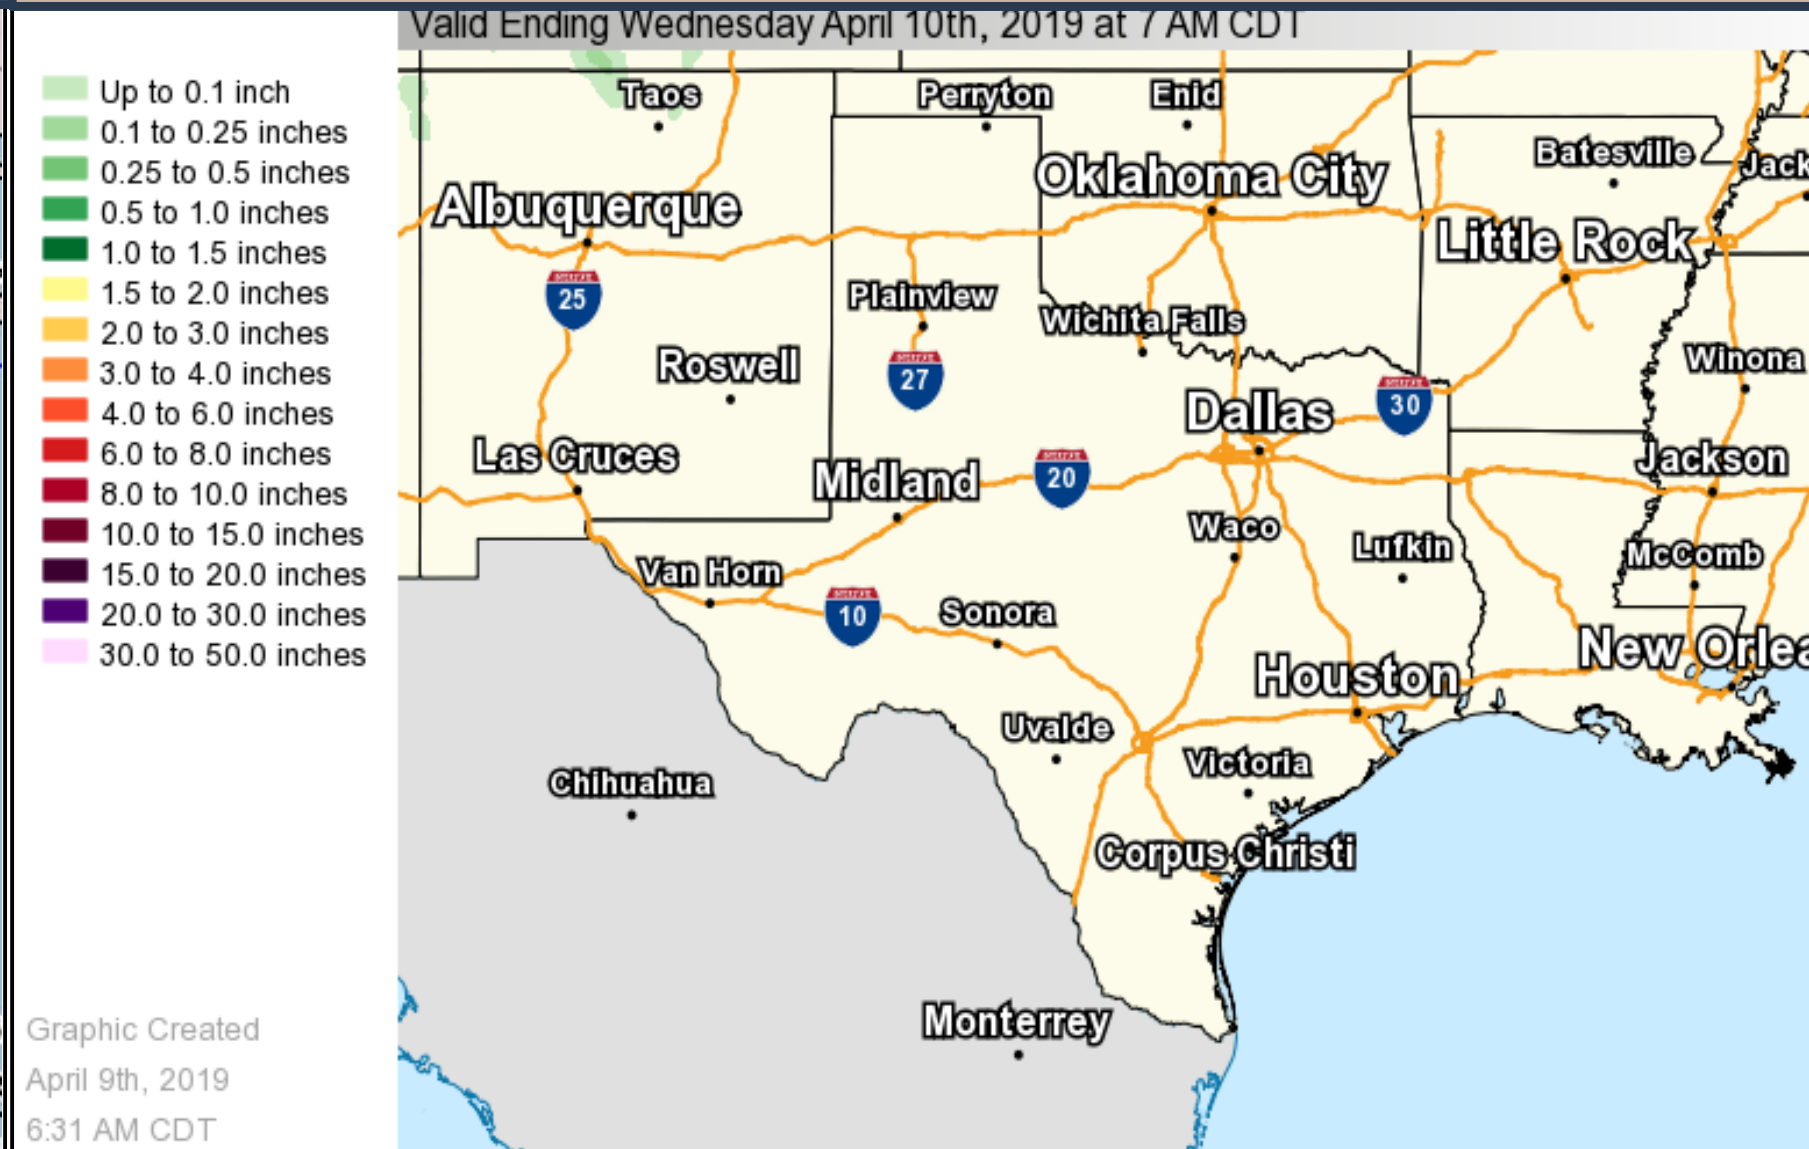 Valid Ending Wednesday April 10th, 2019 at 7 AM CDT
Up to 0.1 inch
0.1 to 0.25 inches
0.25 to 0.5 inches
0.5 to 1.0 inches
1.0 to 1.5 inches
1.5 to 2.0 inches
2.0 to 3.0 inches
3.0 to 4.0 inches
4.0 to 6.0 inches
6.0 to 8.0 inches
8.0 to 10.0 inches
10.0 to 15.0 inches
15.0 to 20.0 inches
20.0 to 30.0 inches
30.0 to 50.0 inches
Graphic Created
April 9th, 2019
6:31 AM CDT
Taos
Perryton
Enid
Batesville
Jack
Oklahoma City
Albuquerque
Little Rock
25
Plainview
Wichita Falls
Winona
Roswell
27
30
Dallas
Las Cruces
Midland
20
Jackson
Waco
Lufkin
McComb
Van Horn
10
Sonora
New Orlea
Houston
Uvalde
Victoria
Chihuahua
Corpus Christi
Monterrey